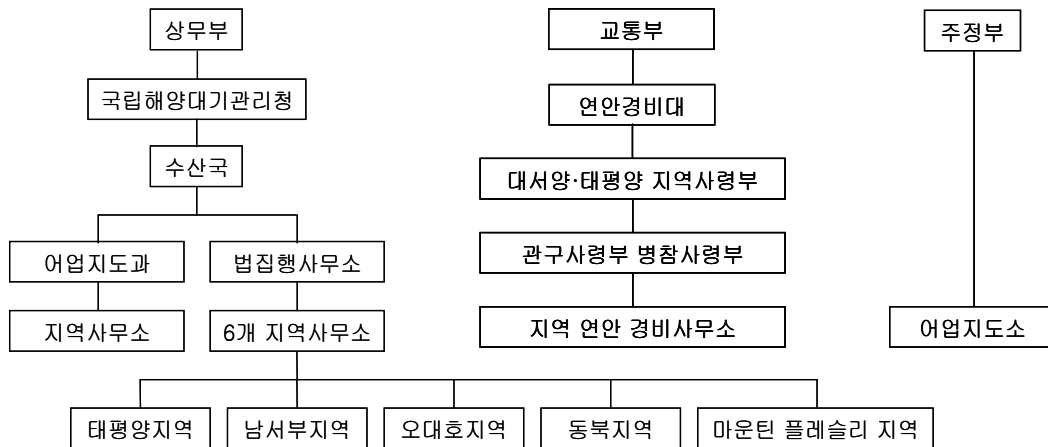 상무부
교통부
주정부
국립해양대기관리청
연안경비대
수산국
대서양·태평양 지역사령부
어업지도과
법집행사무소
관구사령부 병참사령부
지역사무소
6개 지역사무소
지역 연안 경비사무소
어업지도소
태평양지역
남서부지역
오대호지역
동북지역
마운틴 플레슬리 지역